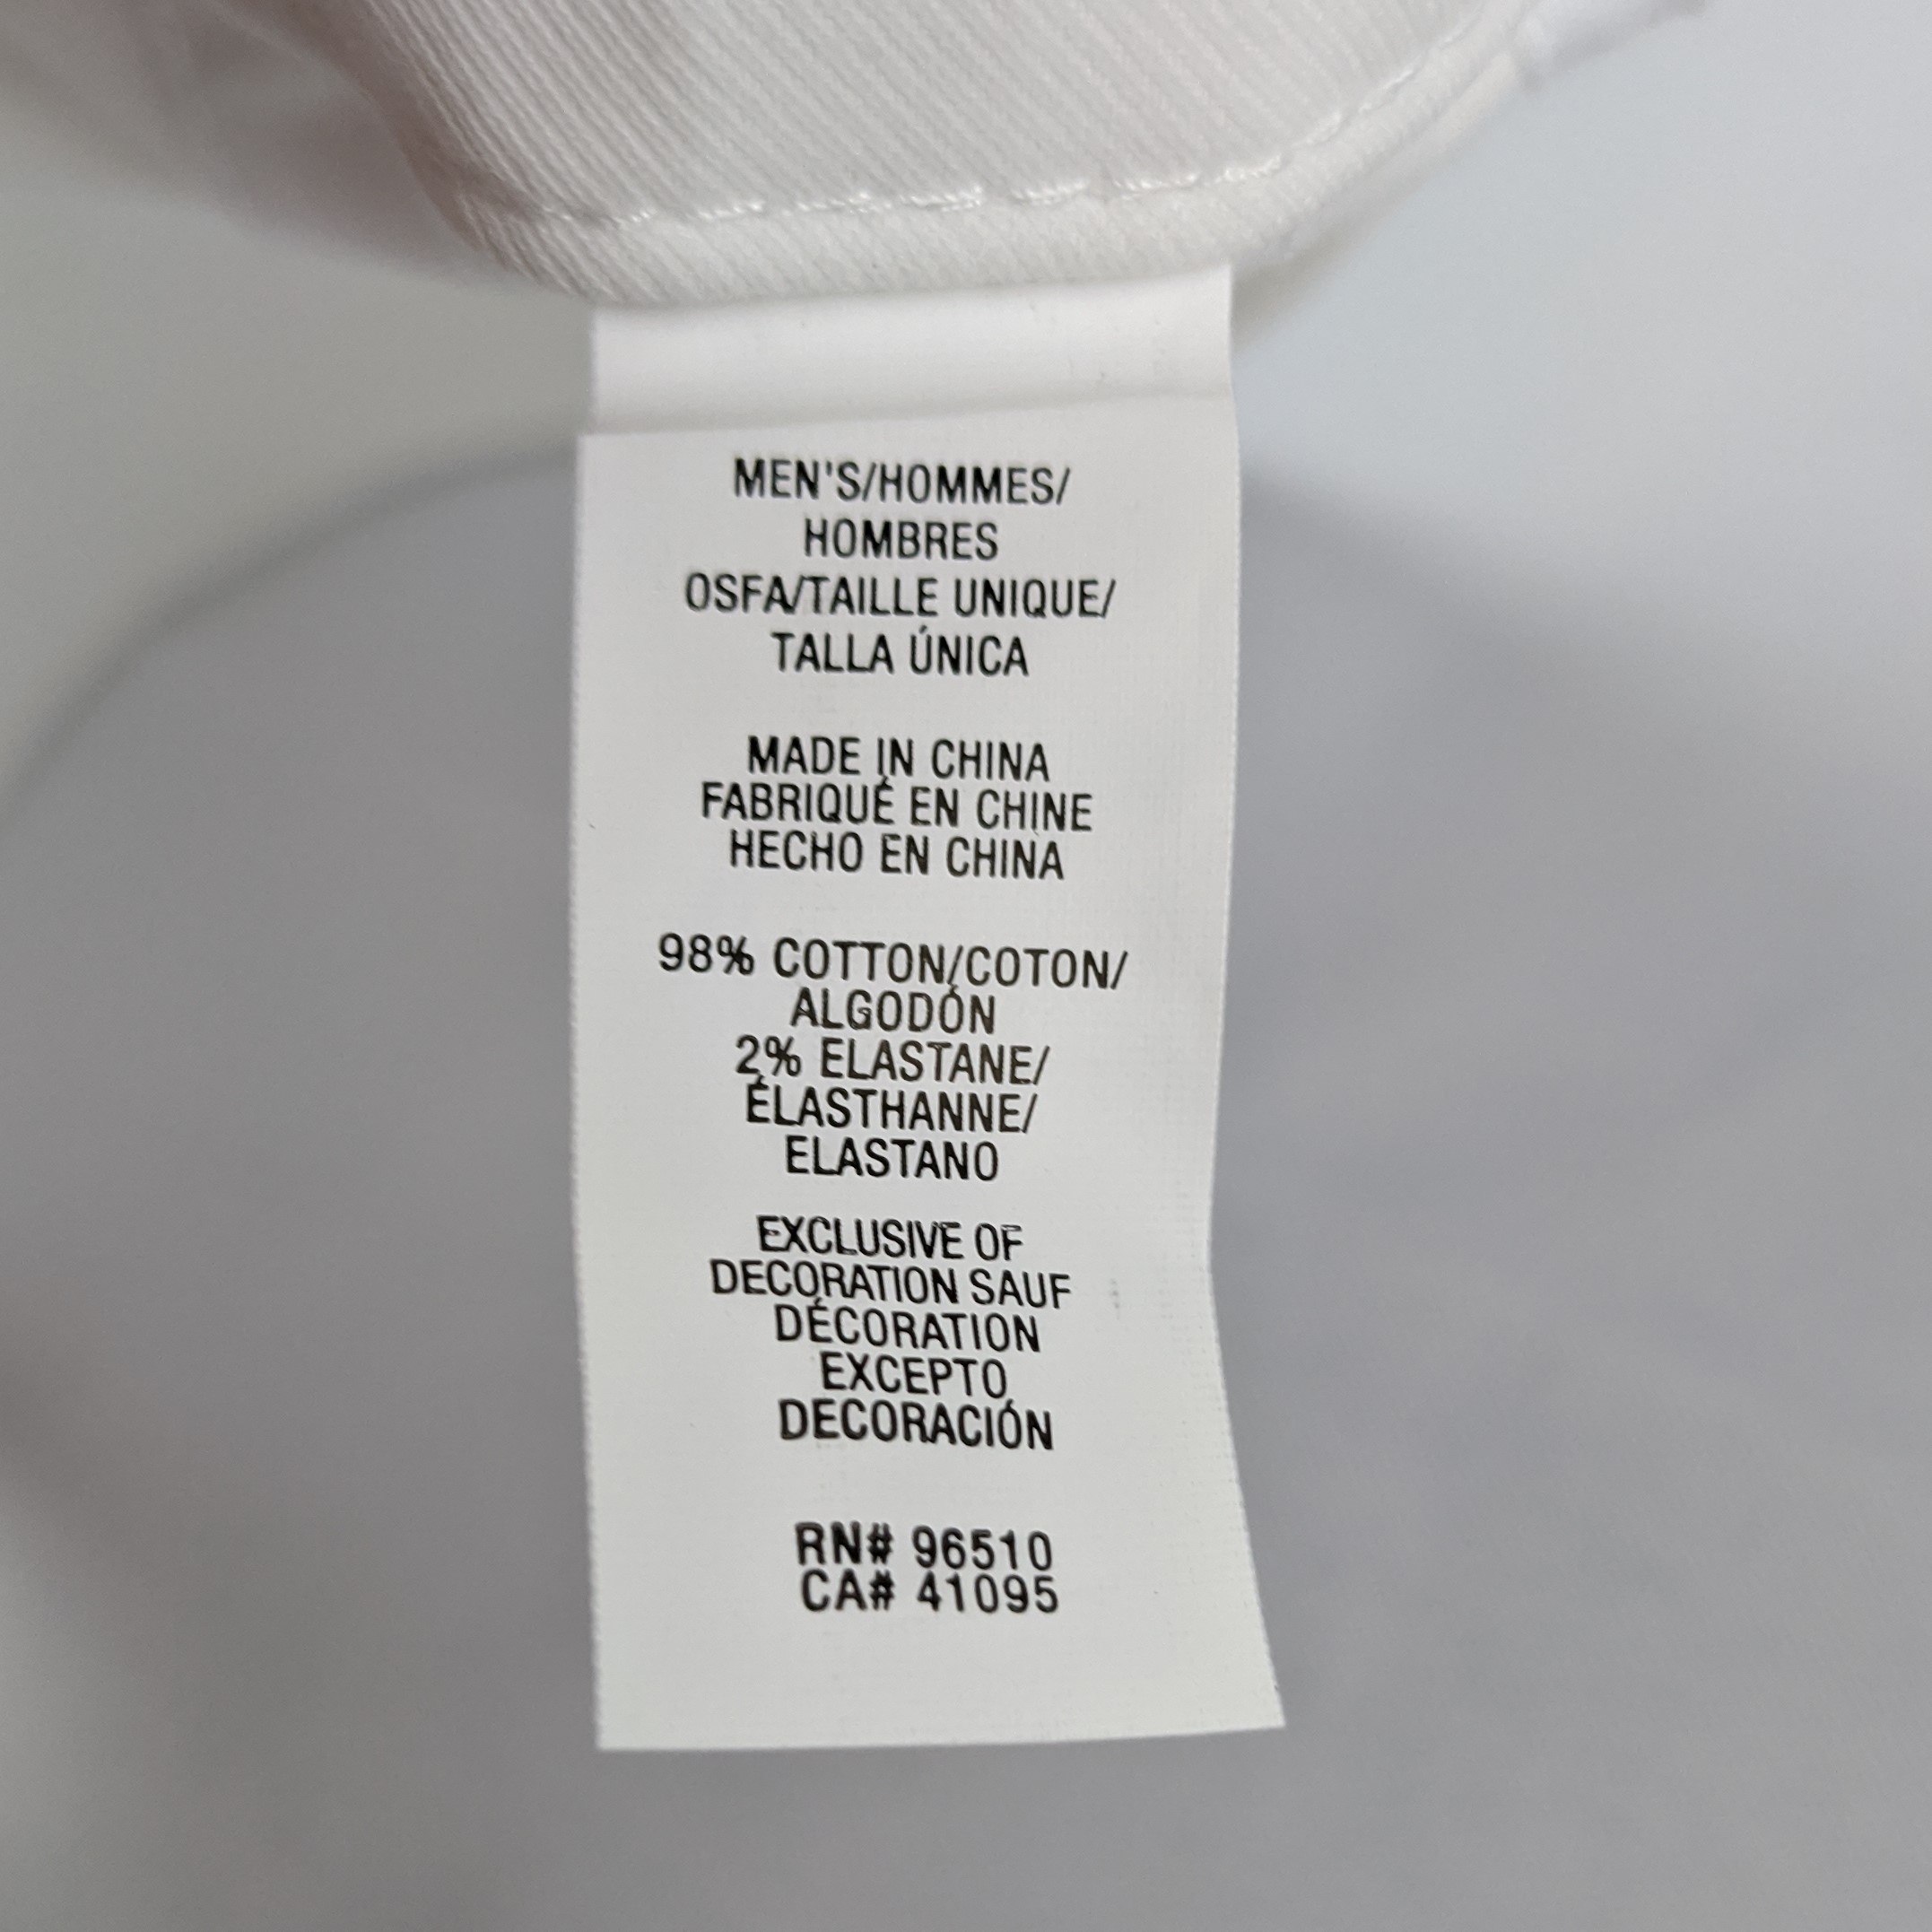 MEN'S/HOMMES/
HOMBRES
OSFA/TAILLE UNIQUE/
TALLA ÚNICA
MADE IN CHINA
FABRIQUÉ EN CHINE
HECHO EN CHINA
98% COTTON/COTON/
ALGODÓN
2% ELASTANE/
ÉLASTHANNE/
ELASTANO
EXCLUSIVE OF
DECORATION SAUF
DÉCORATION
EXCEPTO
DECORACIÓN
RN# 96510
CA# 41095